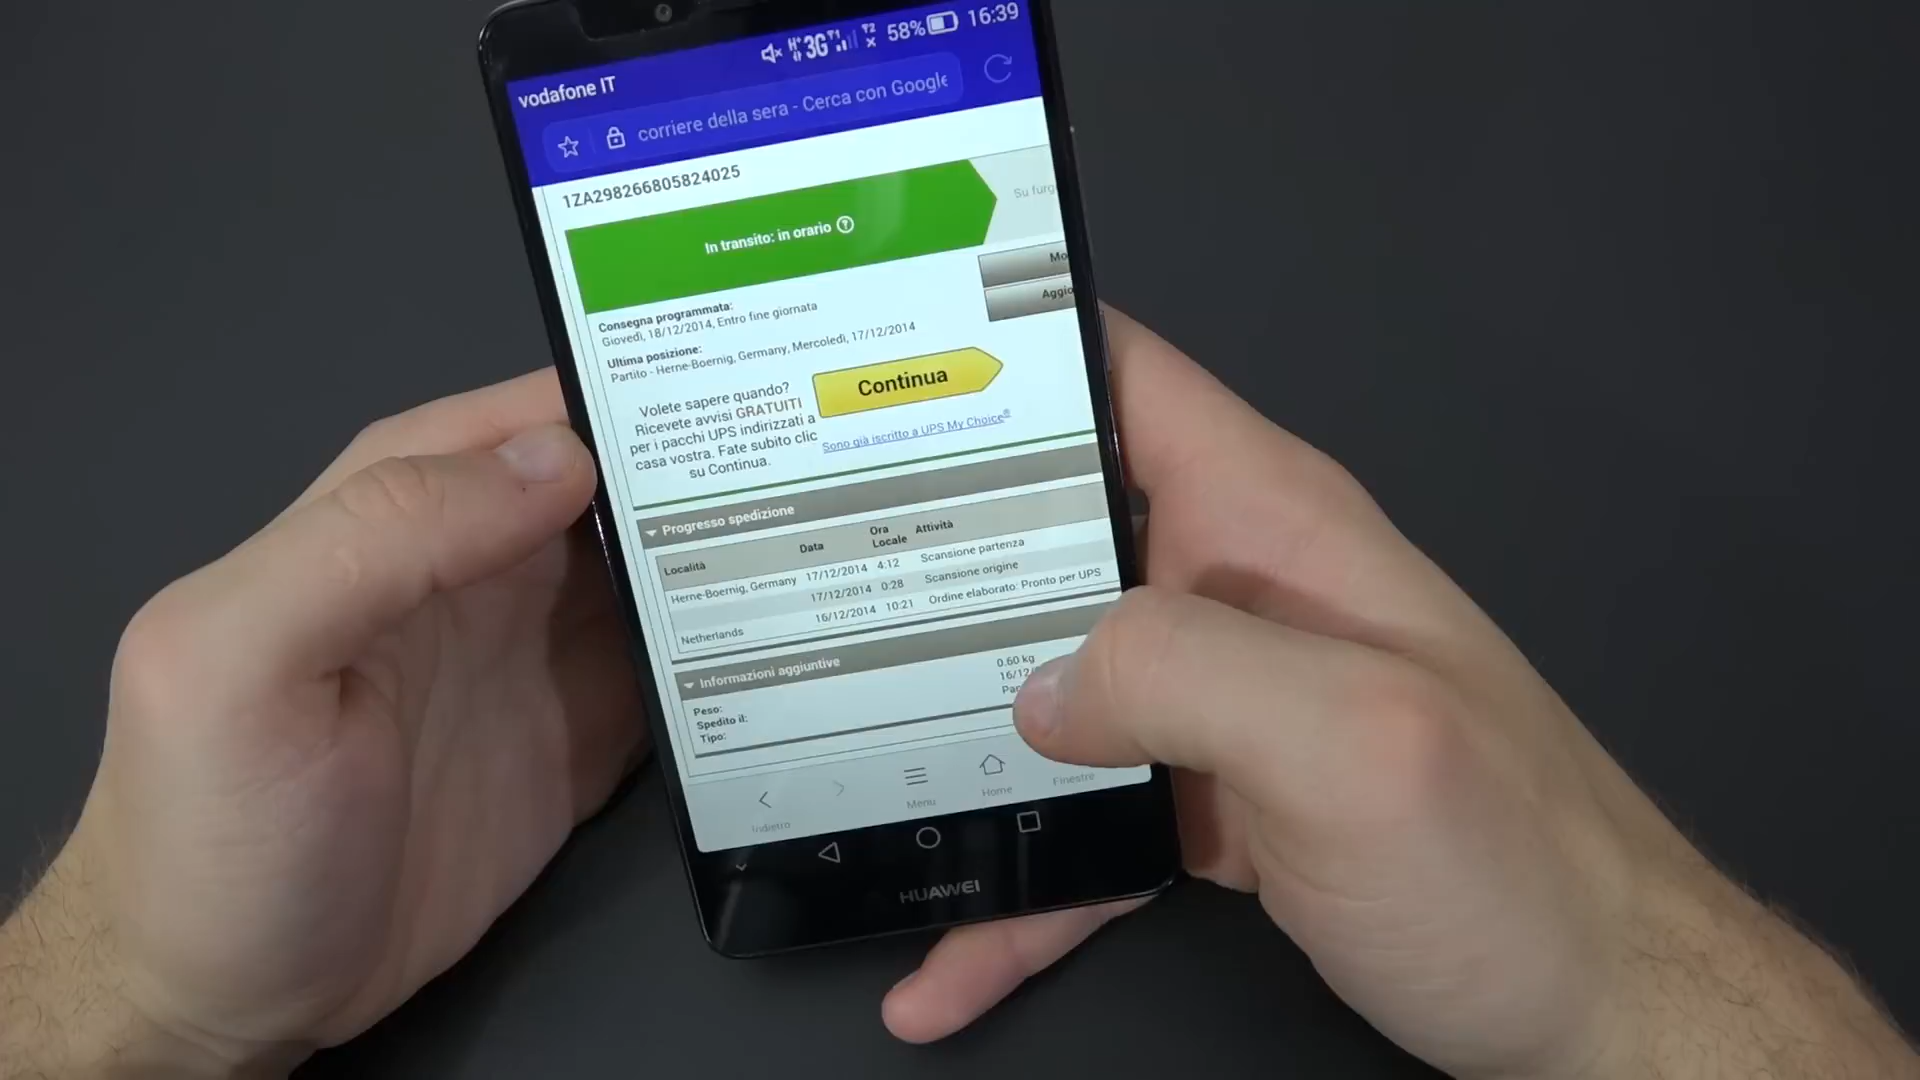 vodafone IT
H+ 3G T1 T2 x 58% 16:39
corriere della sera - Cerca con Google
1ZA298266805824025
In transito: in orario ?
Su furg
Mo
Aggio
Consegna programmata:
Giovedì, 18/12/2014, Entro fine giornata
Ultima posizione:
Partito - Herne-Boernig, Germany, Mercoledì, 17/12/2014
Volete sapere quando?
Ricevete avvisi GRATUITI
per i pacchi UPS indirizzati a
casa vostra. Fate subito clic
su Continua.
Continua
Sono già iscritto a UPS My Choice®
Progresso spedizione
Località Data Ora Locale Attività
Herne-Boernig, Germany 17/12/2014 4:12 Scansione partenza
17/12/2014 0:28 Scansione origine
Netherlands 16/12/2014 10:21 Ordine elaborato: Pronto per UPS
Informazioni aggiuntive
Peso: 0.60 kg
Spedito il: 16/12/
Tipo: Pac
Indietro
Menu
Home
Finestre
HUAWEI